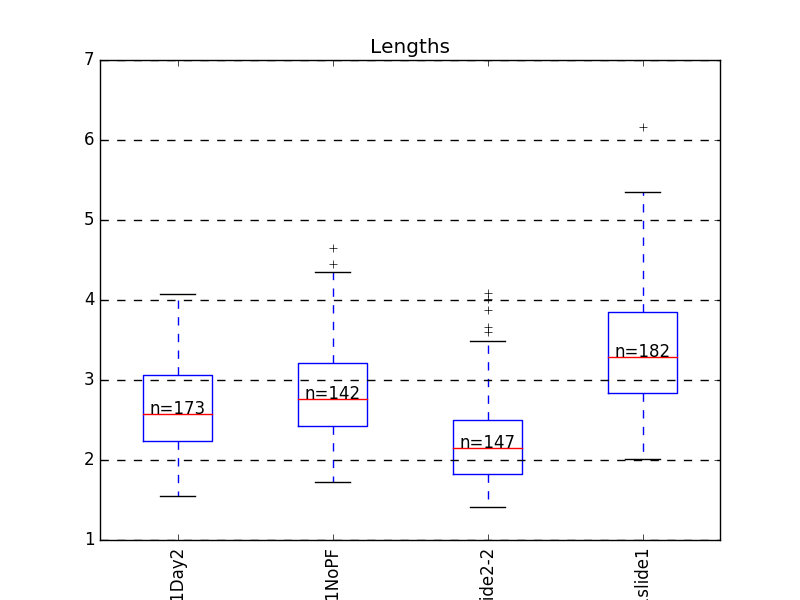 Lengths
7
6
5
4
3
2
1
n=173
n=142
n=147
n=182
1Day2
1NoPF
ide2-2
slide1